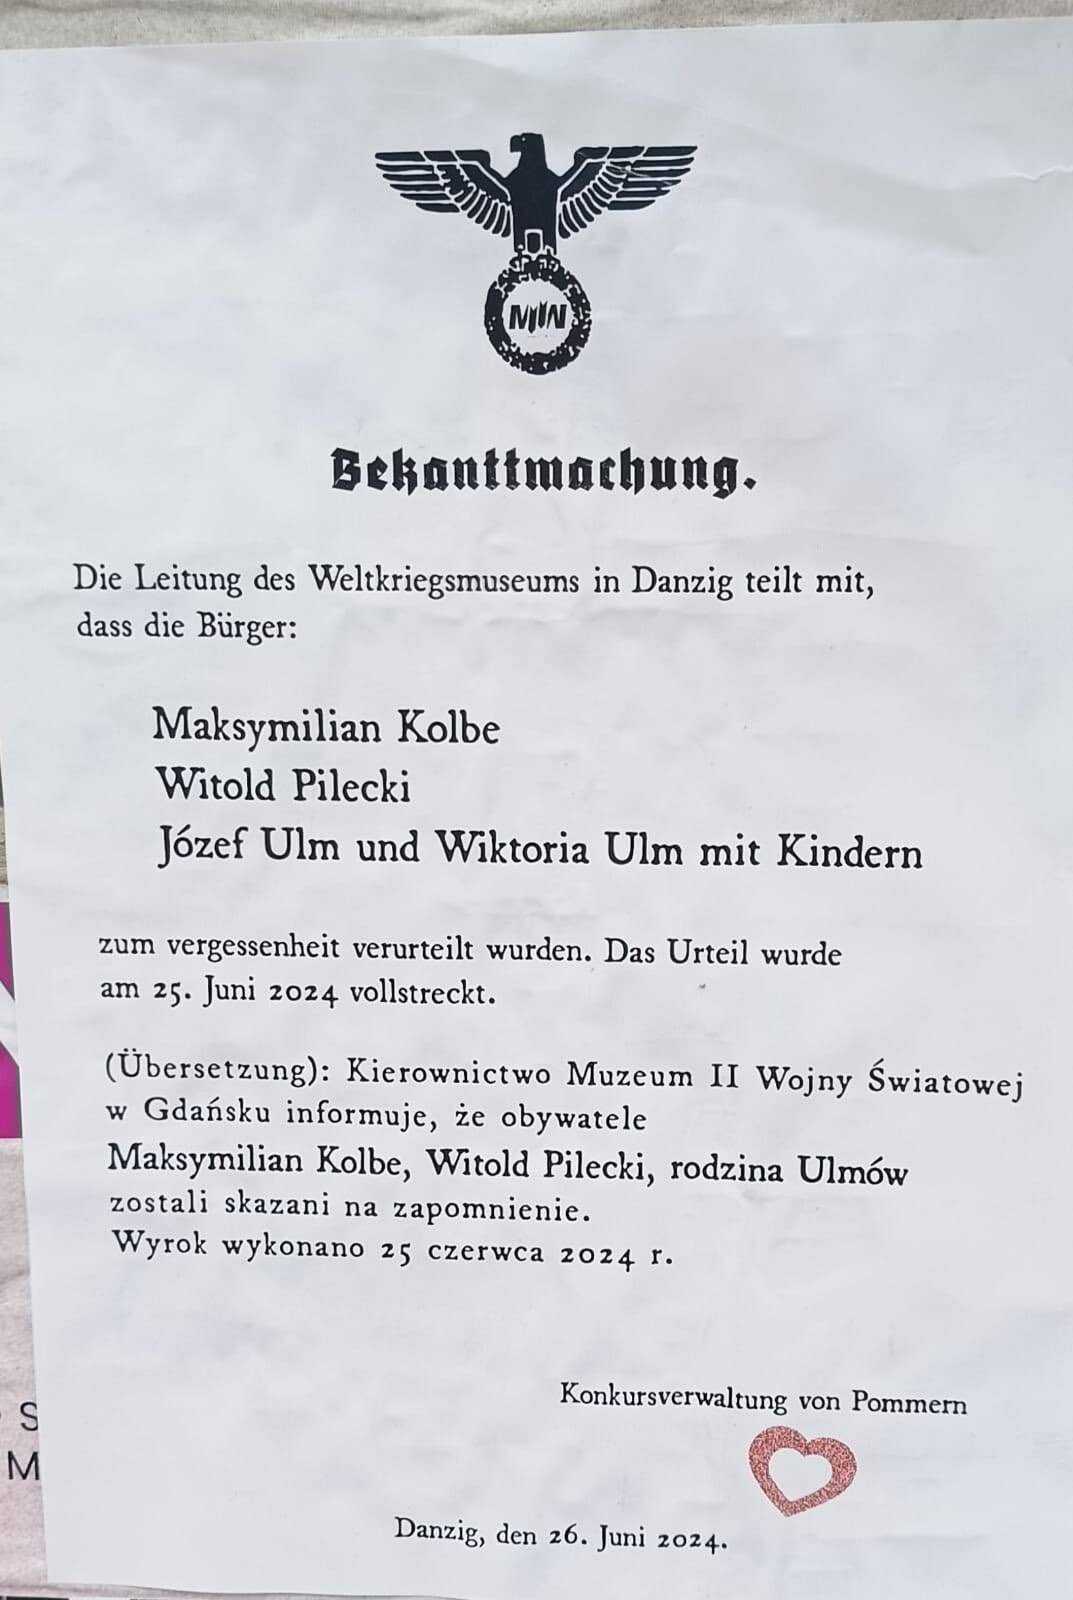 MIIN
Bekanttmachung.
Die Leitung des Weltkriegsmuseums in Danzig teilt mit,
dass die Bürger:
Maksymilian Kolbe
Witold Pilecki
Józef Ulm und Wiktoria Ulm mit Kindern
zum vergessenheit verurteilt wurden. Das Urteil wurde
am 25. Juni 2024 vollstreckt.
(Übersetzung): Kierownictwo Muzeum II Wojny Światowej
w Gdańsku informuje, że obywatele
Maksymilian Kolbe, Witold Pilecki, rodzina Ulmów
zostali skazani na zapomnienie.
Wyrok wykonano 25 czerwca 2024 r.
Konkursverwaltung von Pommern
Danzig, den 26. Juni 2024.
S
M